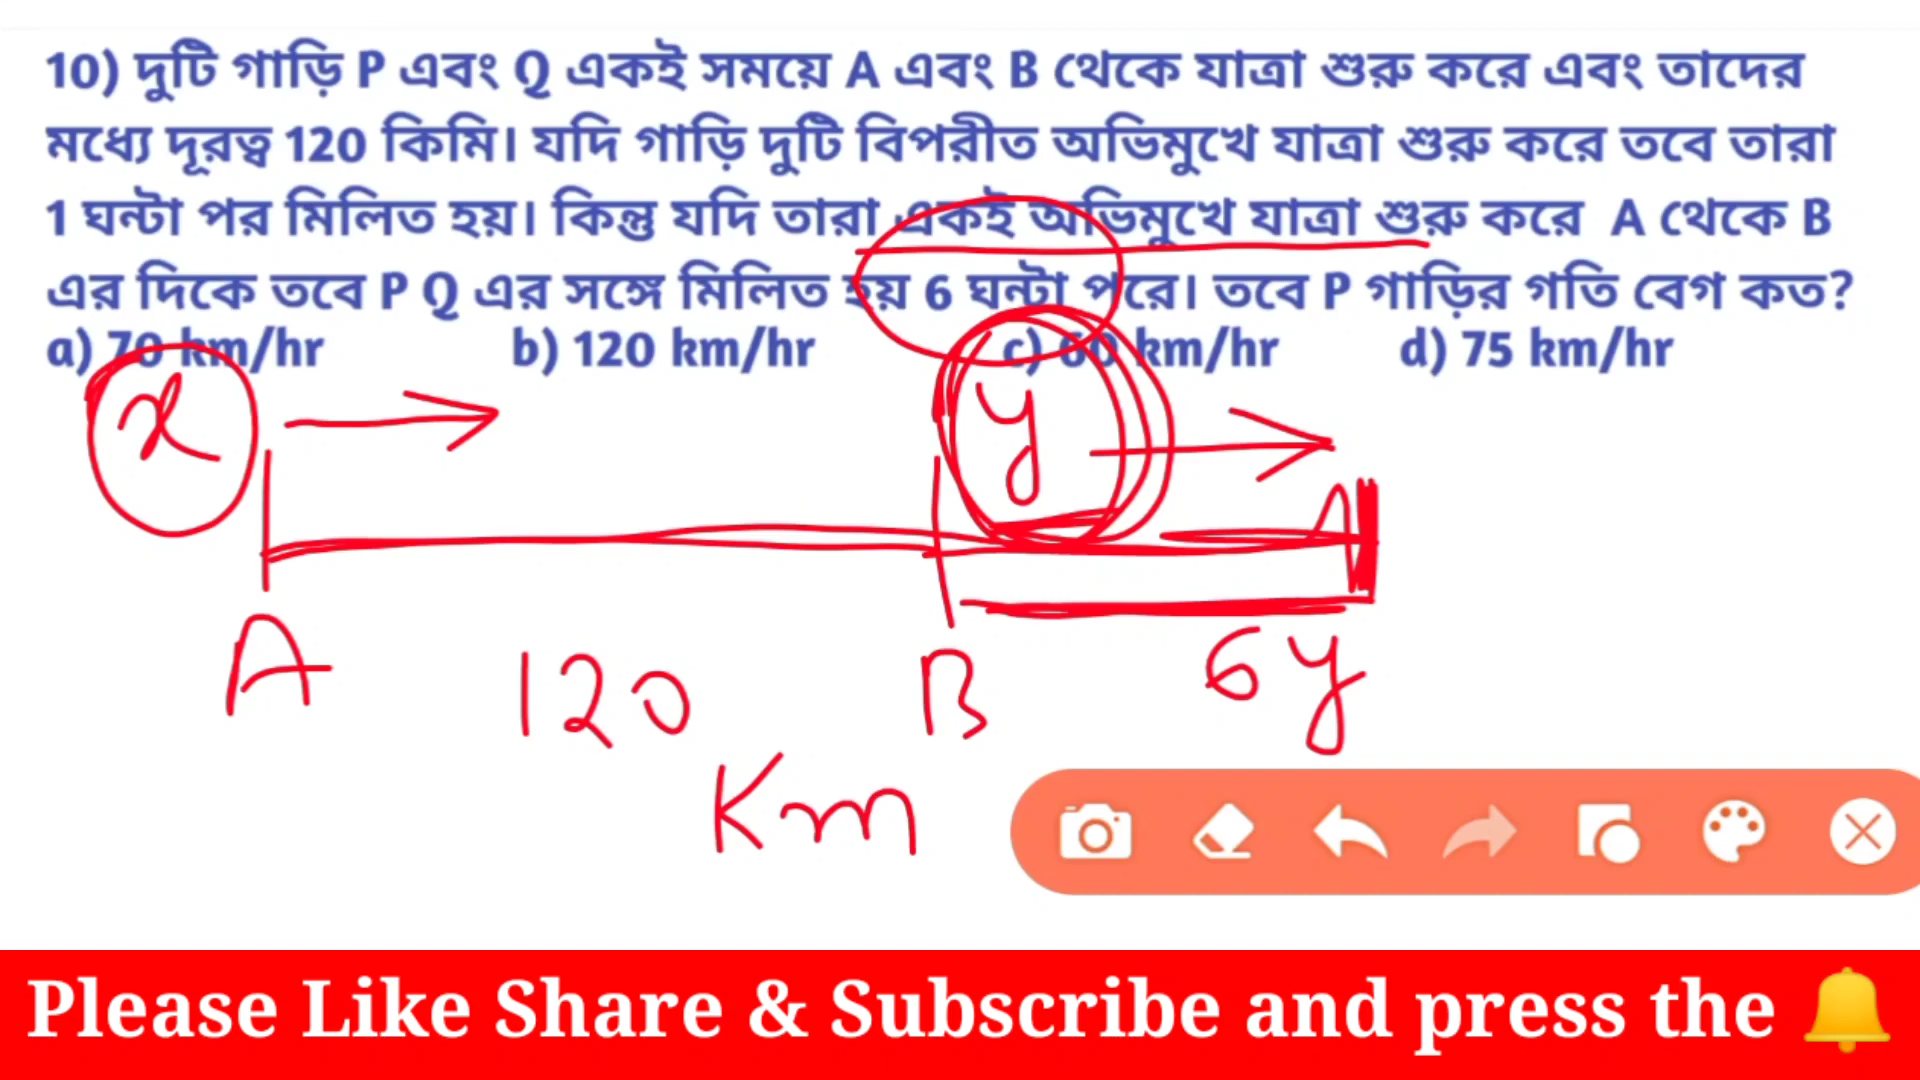 10) দুটি গাড়ি P এবং Q একই সময়ে A এবং B থেকে যাত্রা শুরু করে এবং তাদের
মধ্যে দূরত্ব 120 কিমি। যদি গাড়ি দুটি বিপরীত অভিমুখে যাত্রা শুরু করে তবে তারা
1 ঘন্টা পর মিলিত হয়। কিন্তু যদি তারা একই অভিমুখে যাত্রা শুরু করে A থেকে B
এর দিকে তবে P Q এর সঙ্গে মিলিত হয় 6 ঘন্টা পরে। তবে P গাড়ির গতি বেগ কত?
a) 70 km/hr b) 120 km/hr c) 60 km/hr d) 75 km/hr
x y
A 120 B 6y
Km
Please Like Share & Subscribe and press the 🔔